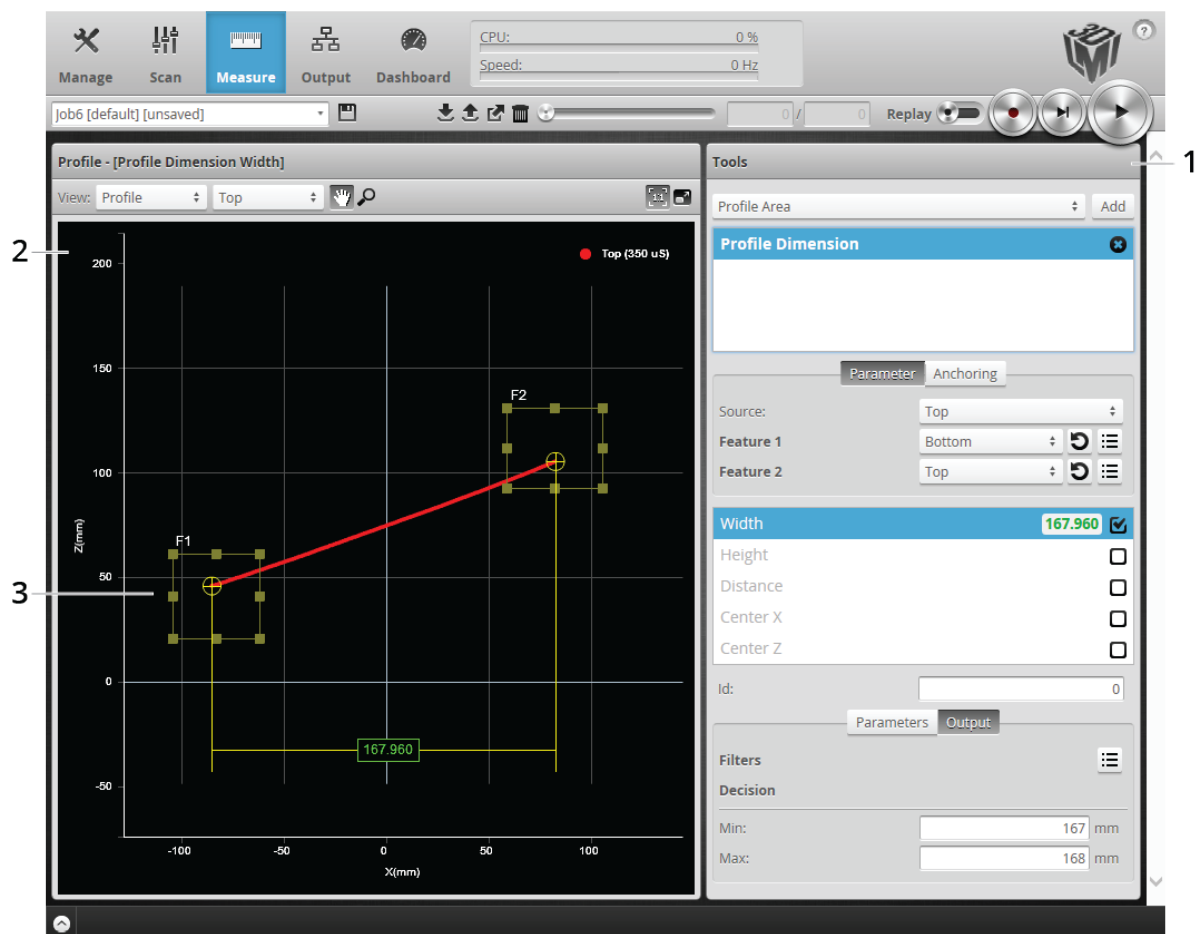 CPU: 0 %
Speed: 0 Hz
?
Manage Scan Measure Output Dashboard
Job6 [default] [unsaved] 0 / 0 Replay
1
Profile - [Profile Dimension Width]
View: Profile Top 1:1
2
Top (350 uS)
200
150
100
50
0
-50
Z(mm)
F2
F1
3
167.960
-100 -50 0 50 100
X(mm)
Tools
Profile Area Add
Profile Dimension
Parameter Anchoring
Source: Top
Feature 1 Bottom
Feature 2 Top
Width 167.960
Height
Distance
Center X
Center Z
Id: 0
Parameters Output
Filters
Decision
Min: 167 mm
Max: 168 mm